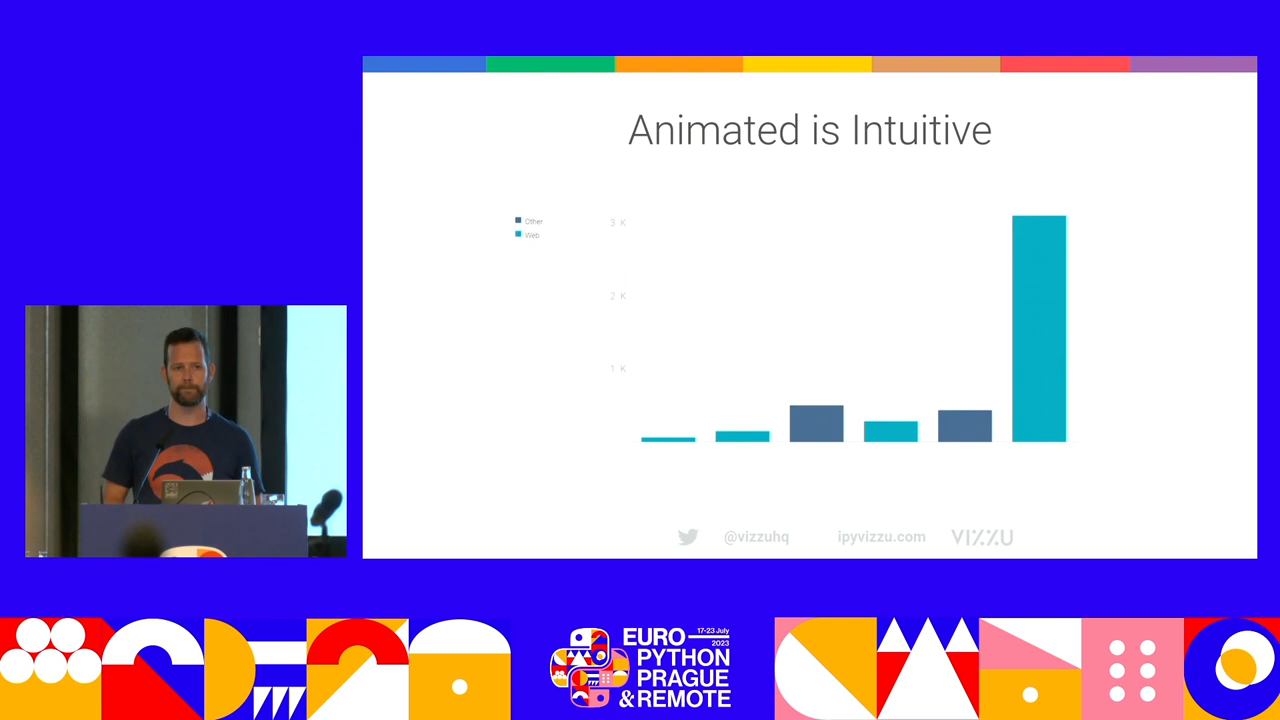 Animated is Intuitive
Other
Web
3 K
2 K
1 K
@vizzuhq
ipyvizzu.com
VIZZU
EURO
17-23 July
2023
PYTHON
PRAGUE
& REMOTE